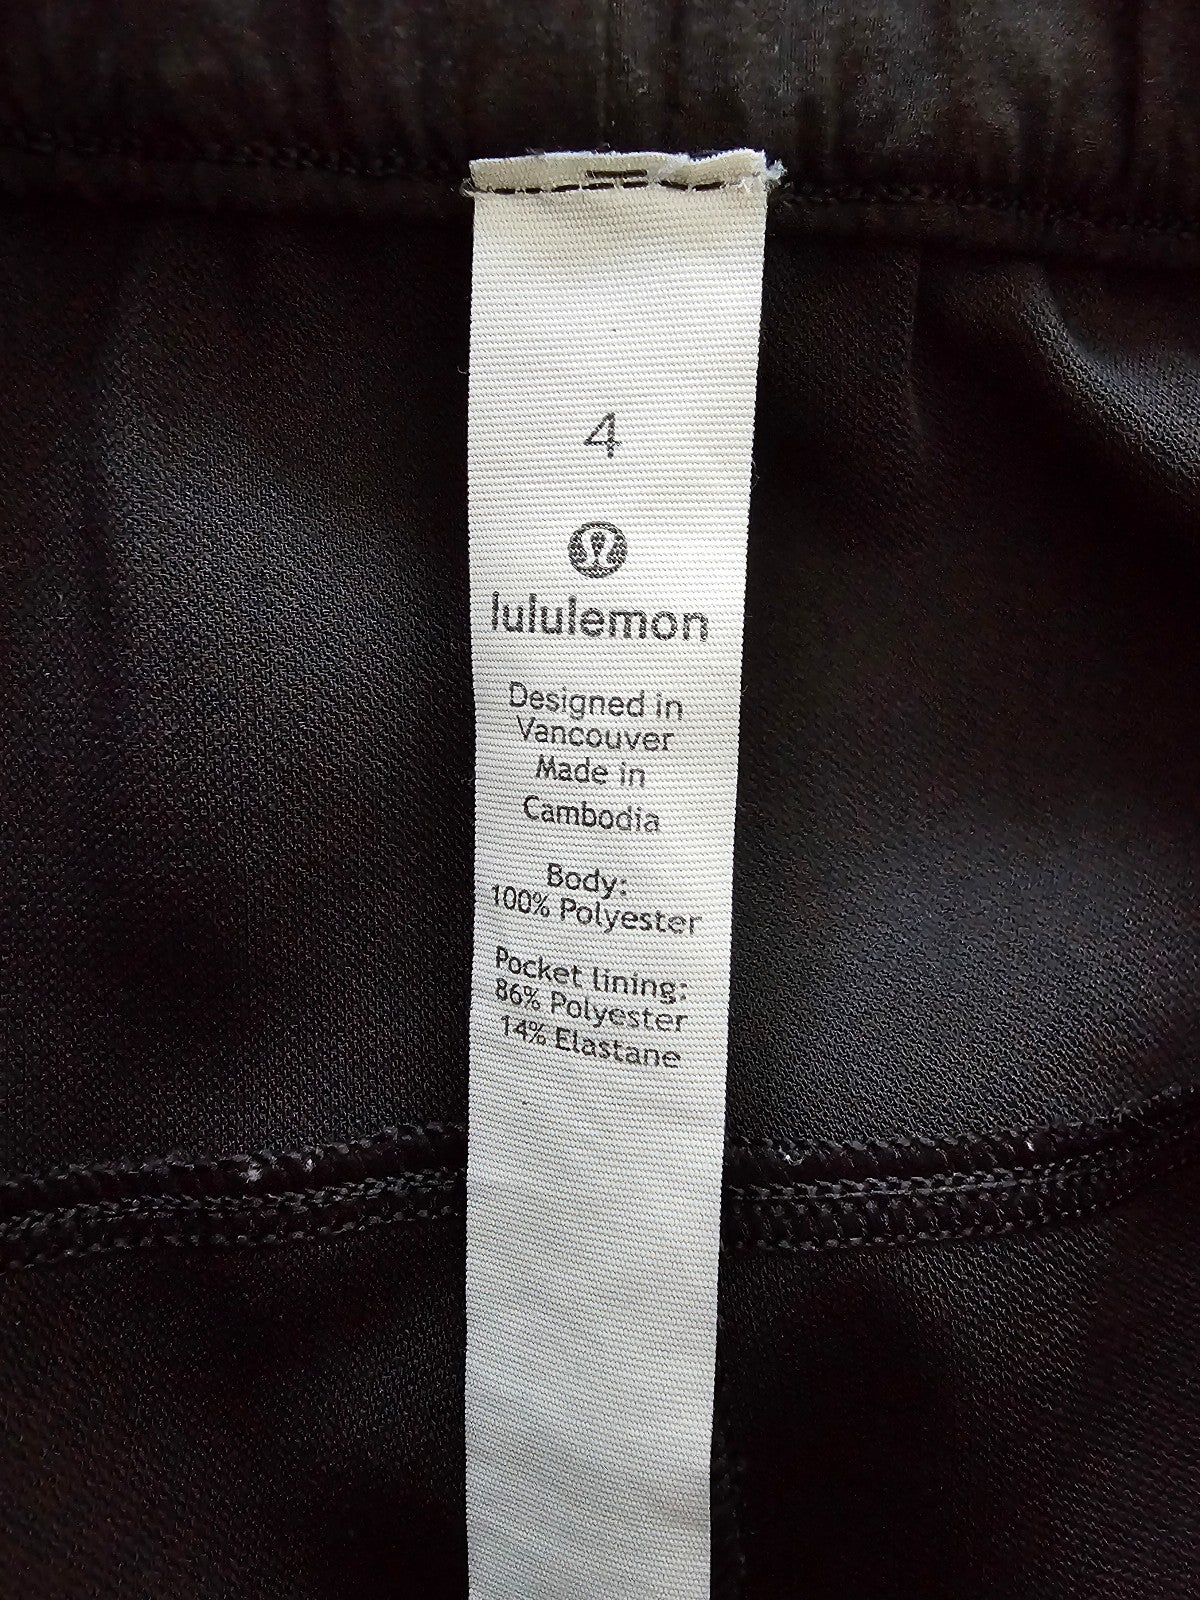 4
lululemon
Designed in
Vancouver
Made in
Cambodia
Body:
100% Polyester
Pocket lining:
86% Polyester
14% Elastane